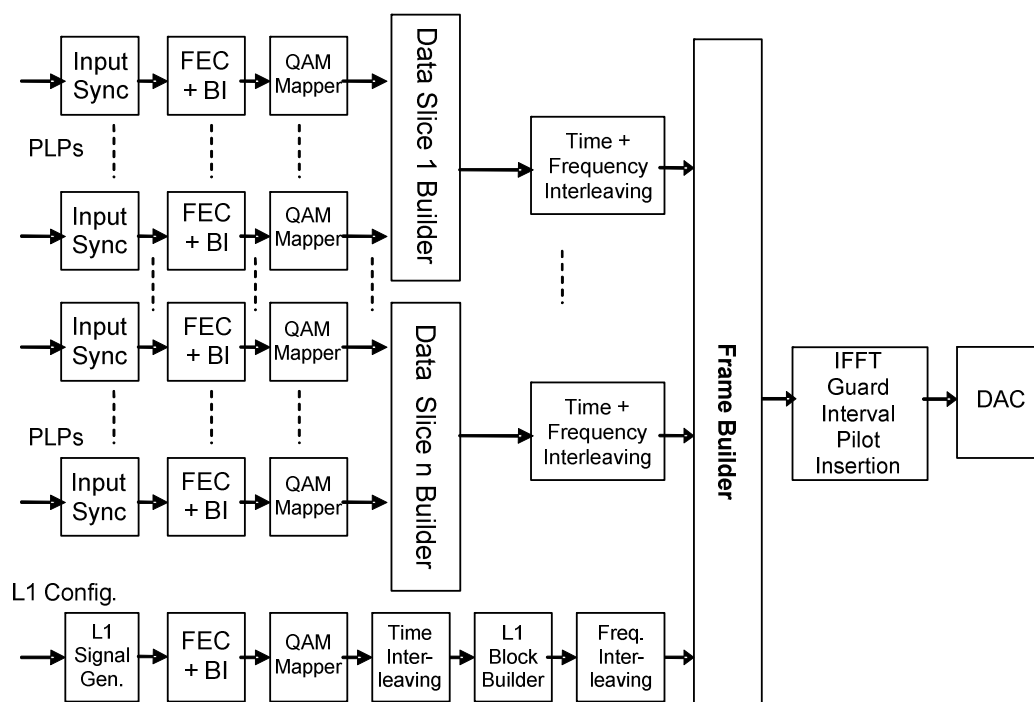 Input
Sync
FEC
+ BI
QAM
Mapper
Data Slice 1 Builder
PLPs
Time +
Frequency
Interleaving
Input
Sync
FEC
+ BI
QAM
Mapper
Input
Sync
FEC
+ BI
QAM
Mapper
Data Slice n Builder
PLPs
Time +
Frequency
Interleaving
Input
Sync
FEC
+ BI
QAM
Mapper
Frame Builder
IFFT
Guard
Interval
Pilot
Insertion
DAC
L1 Config.
L1
Signal
Gen.
FEC
+ BI
QAM
Mapper
Time
Inter-
leaving
L1
Block
Builder
Freq.
Inter-
leaving